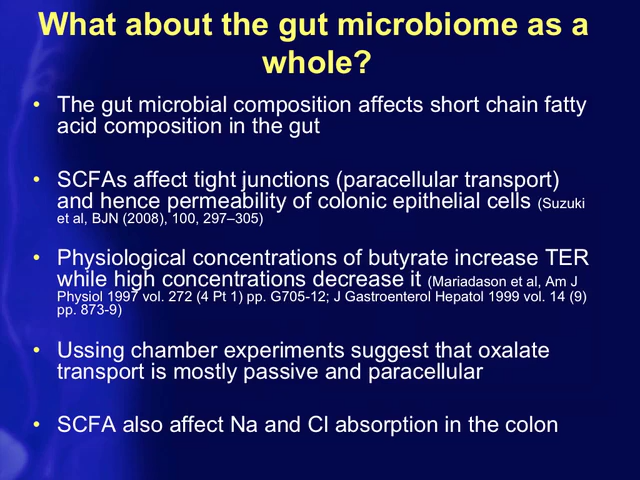 What about the gut microbiome as a
whole?
• The gut microbial composition affects short chain fatty
acid composition in the gut
• SCFAs affect tight junctions (paracellular transport)
and hence permeability of colonic epithelial cells (Suzuki
et al, BJN (2008), 100, 297–305)
• Physiological concentrations of butyrate increase TER
while high concentrations decrease it (Mariadason et al, Am J
Physiol 1997 vol. 272 (4 Pt 1) pp. G705-12; J Gastroenterol Hepatol 1999 vol. 14 (9)
pp. 873-9)
• Ussing chamber experiments suggest that oxalate
transport is mostly passive and paracellular
• SCFA also affect Na and Cl absorption in the colon